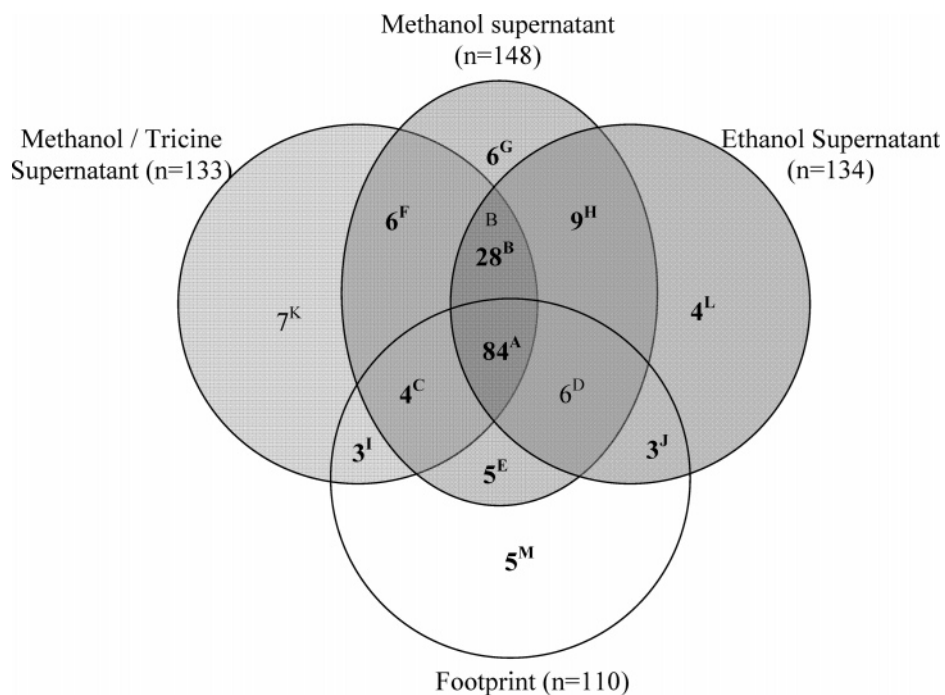 Methanol supernatant
(n=148)
Methanol / Tricine
Supernatant (n=133)
Ethanol Supernatant
(n=134)
6G
6F
B
28B
9H
7K
4L
84A
4C
6D
3I
5E
3J
5M
Footprint (n=110)